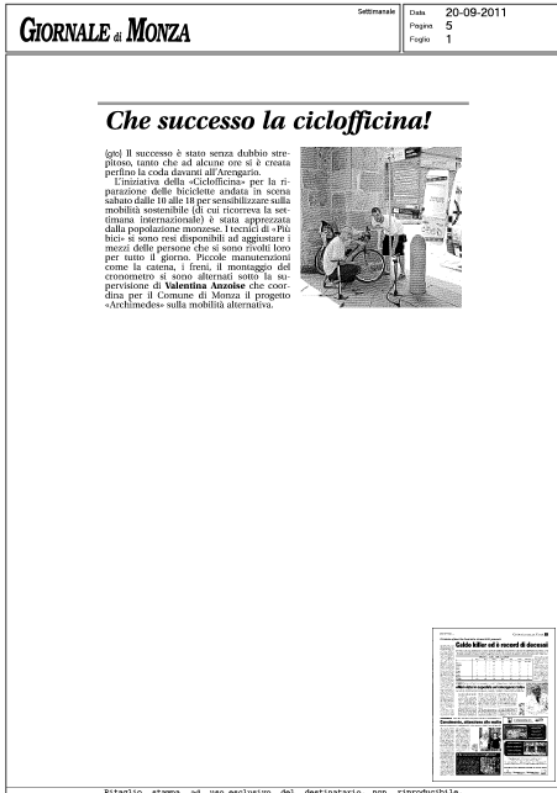 GIORNALE di MONZA
Settimanale
Data 20-09-2011
Pagina 5
Foglio 1
Che successo la ciclofficina!
(gto) Il successo è stato senza dubbio stre-
pitoso, tanto che ad alcune ore si è creata
perfino la coda davanti all'Arengario.
L'iniziativa della «Ciclofficina» per la ri-
parazione delle biciclette andata in scena
sabato dalle 10 alle 18 per sensibilizzare sulla
mobilità sostenibile (di cui ricorreva la set-
timana internazionale) è stata apprezzata
dalla popolazione monzese. I tecnici di «Più
bici» si sono resi disponibili ad aggiustare i
mezzi delle persone che si sono rivolti loro
per tutto il giorno. Piccole manutenzioni
come la catena, i freni, il montaggio del
cronometro si sono alternati sotto la su-
pervisione di Valentina Anzoise che coor-
dina per il Comune di Monza il progetto
«Archimedes» sulla mobilità alternativa.
Caldo killer ed è record di decessi
Ritaglio stampa ad uso esclusivo del destinatario, non riproducibile.